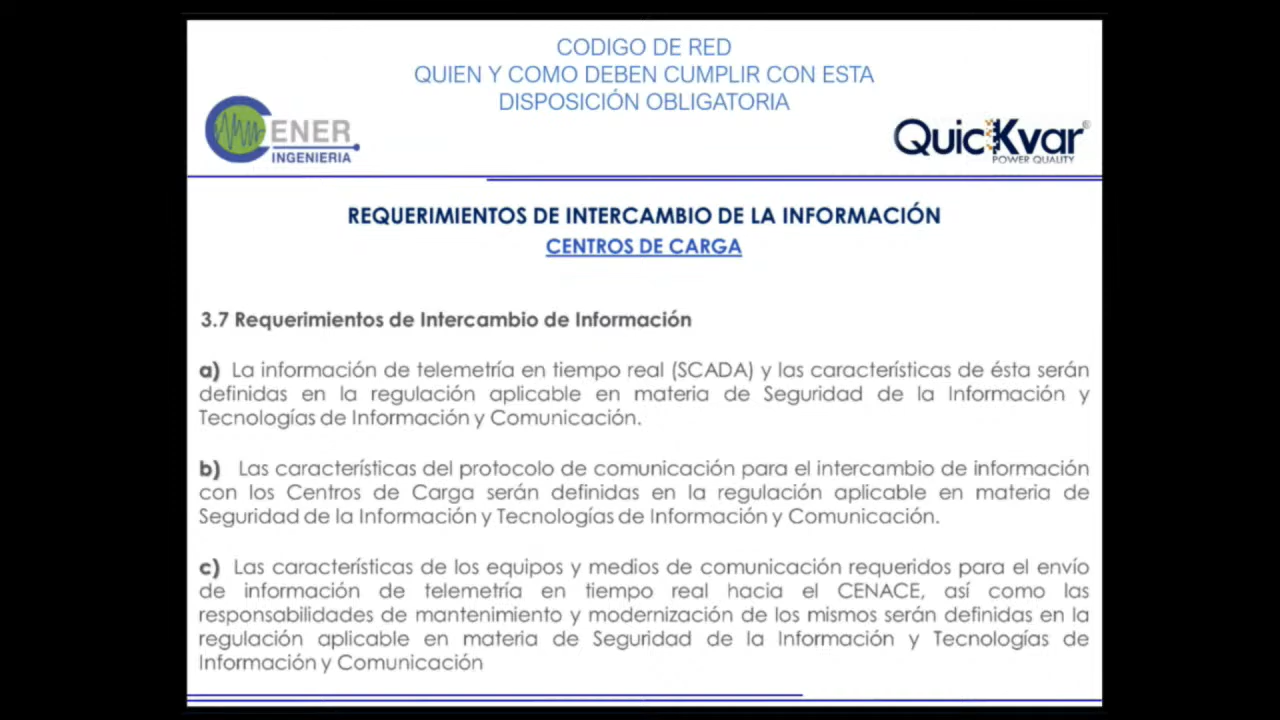 CODIGO DE RED
QUIEN Y COMO DEBEN CUMPLIR CON ESTA
DISPOSICIÓN OBLIGATORIA
CENER
INGENIERIA
QuicKvar®
POWER QUALITY
REQUERIMIENTOS DE INTERCAMBIO DE LA INFORMACIÓN
CENTROS DE CARGA
3.7 Requerimientos de Intercambio de Información
a) La información de telemetría en tiempo real (SCADA) y las características de ésta serán
definidas en la regulación aplicable en materia de Seguridad de la Información y
Tecnologías de Información y Comunicación.
b) Las características del protocolo de comunicación para el intercambio de información
con los Centros de Carga serán definidas en la regulación aplicable en materia de
Seguridad de la Información y Tecnologías de Información y Comunicación.
c) Las características de los equipos y medios de comunicación requeridos para el envío
de información de telemetría en tiempo real hacia el CENACE, así como las
responsabilidades de mantenimiento y modernización de los mismos serán definidas en la
regulación aplicable en materia de Seguridad de la Información y Tecnologías de
Información y Comunicación